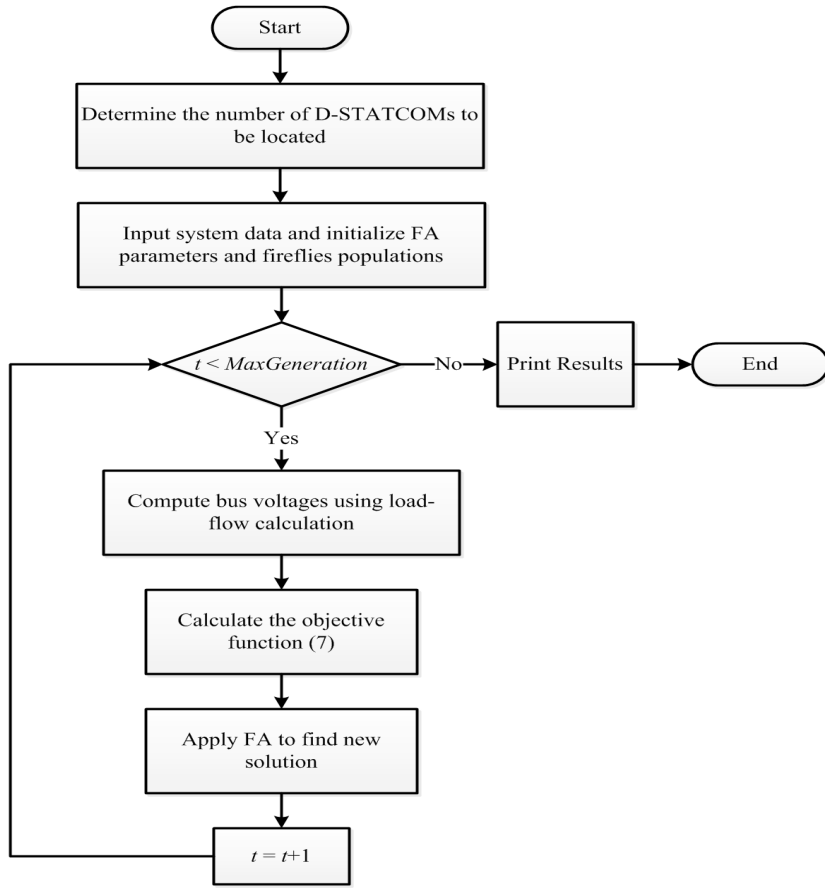 Start
Determine the number of D-STATCOMs to
be located
Input system data and initialize FA
parameters and fireflies populations
t < MaxGeneration
No
Print Results
End
Yes
Compute bus voltages using load-
flow calculation
Calculate the objective
function (7)
Apply FA to find new
solution
t = t+1